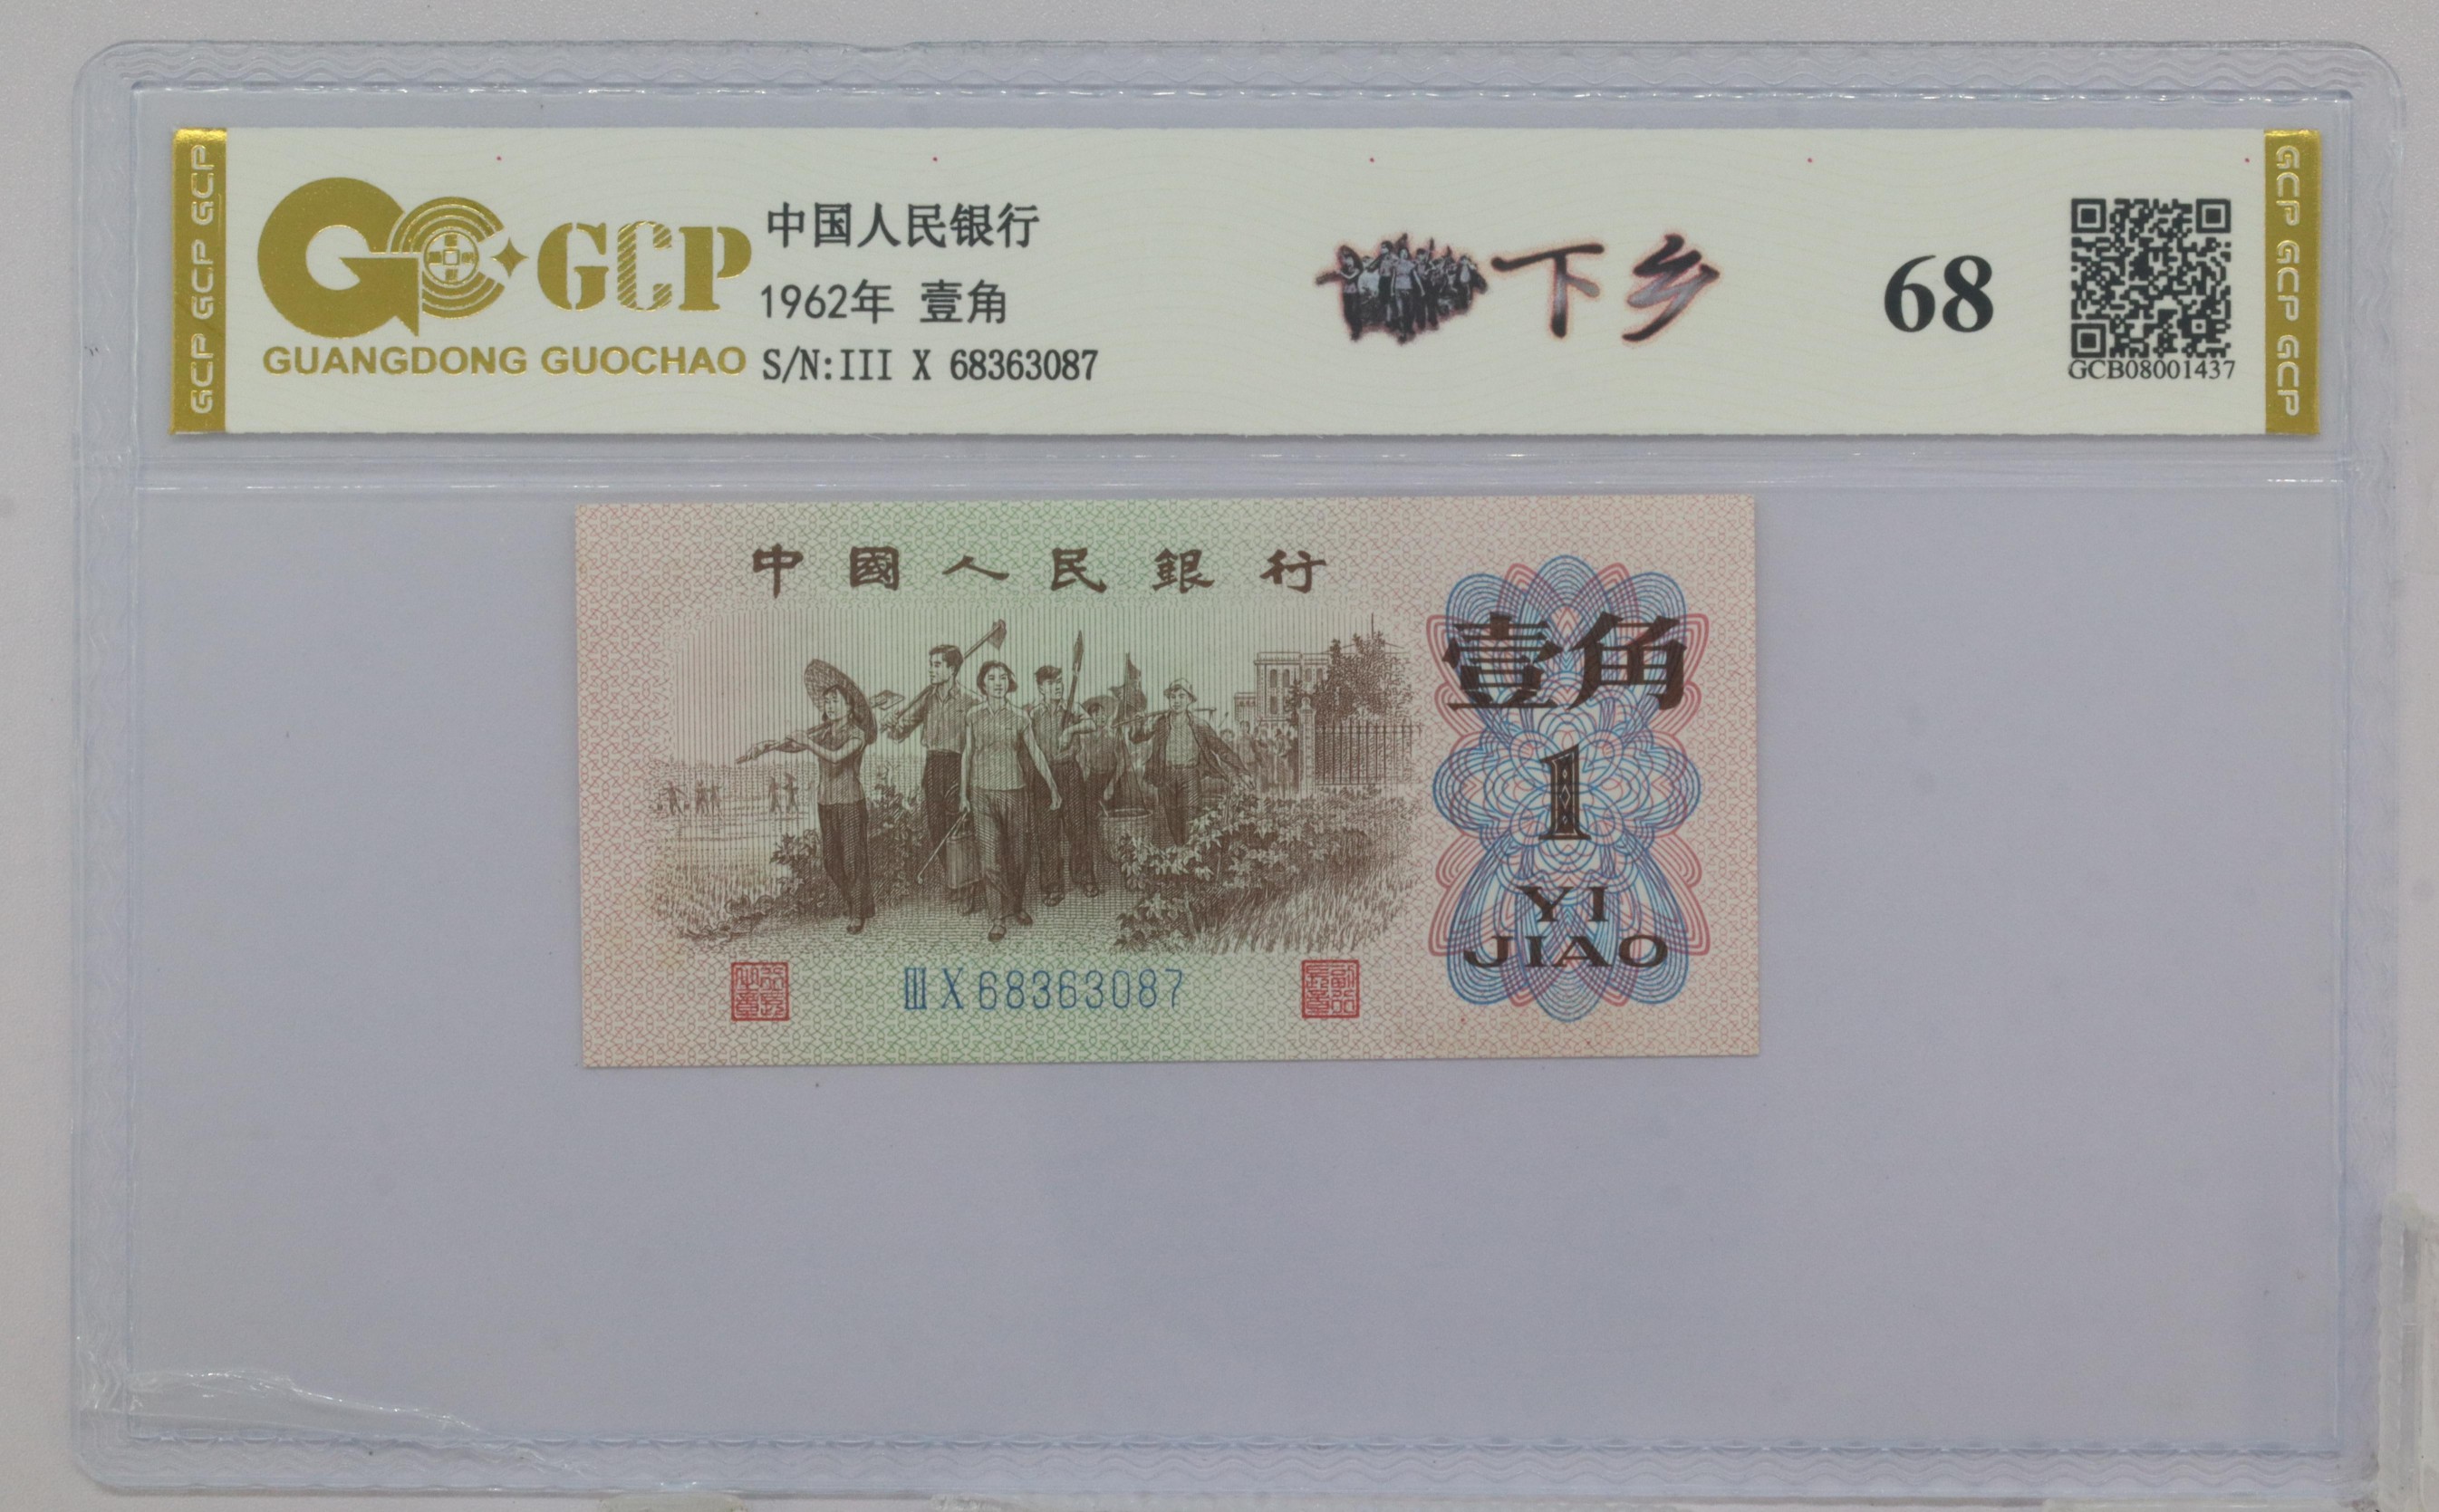 GCP GCP GCP
GCP
GUANGDONG GUOCHAO
中国人民银行
1962年 壹角
S/N:III X 68363087
下乡
68
GCB08001437
GCP GCP GCP
中國人民銀行
壹角
1
YI
JIAO
III X 68363087